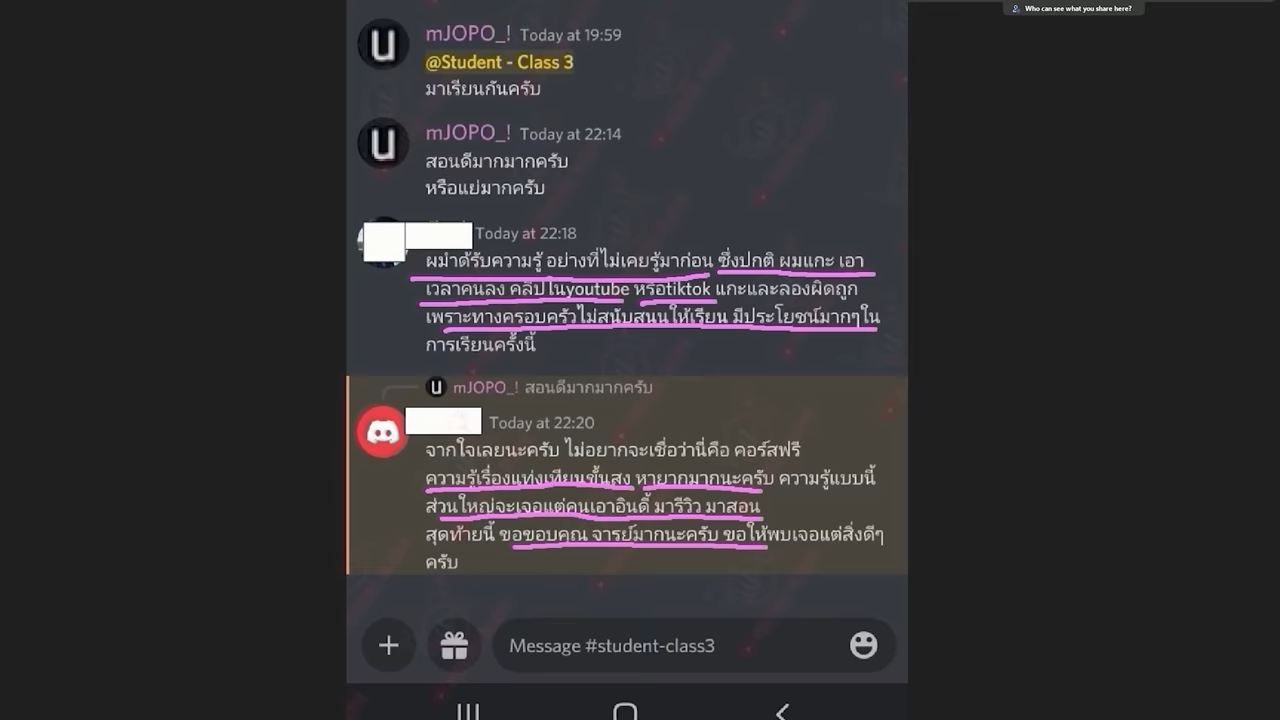 Who can see what you share here?
mJOPO_! Today at 19:59
@Student - Class 3
มาเรียนกันครับ
mJOPO_! Today at 22:14
สอนดีมากมากครับ
หรือแย่มากครับ
Today at 22:18
ผมำด้รับความรู้ อย่างที่ไม่เคยรู้มาก่อน ซึ่งปกติ ผมแกะ เอา
เวลาคนลง คลิปในyoutube หรือtiktok แกะและลองผิดถูก
เพราะทางครอบครัวไม่สนับสนนให้เรียน มีประโยชน์มากๆใน
การเรียนครั้งนี้
mJOPO_! สอนดีมากมากครับ
Today at 22:20
จากใจเลยนะครับ ไม่อยากจะเชื่อว่านี่คือ คอร์สฟรี
ความรู้เรื่องแท่งเทียนขั้นสูง หายากมากนะครับ ความรู้แบบนี้
ส่วนใหญ่จะเจอแต่คนเอาอินดี้ มารีวิว มาสอน
สุดท้ายนี้ ขอขอบคุณ จารย์มากนะครับ ขอให้พบเจอแต่สิ่งดีๆ
ครับ
Message #student-class3